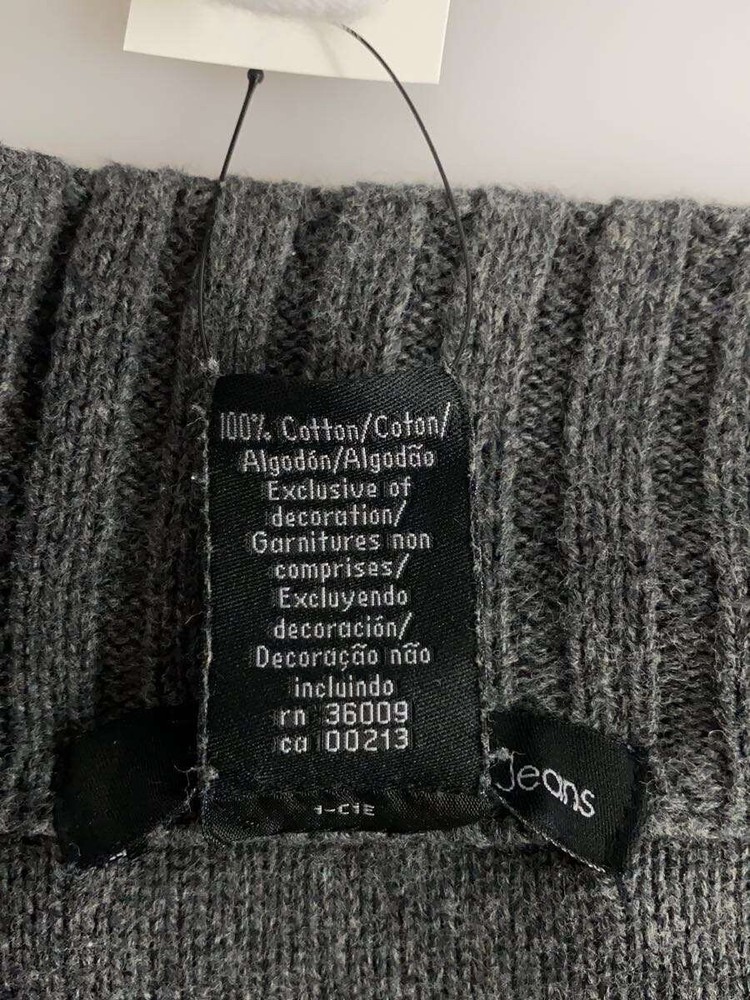 100% Cotton/Coton/
Algodón/Algodão
Exclusive of
decoration/
Garnitures non
comprises/
Excluyendo
decoración/
Decoração não
incluindo
rn 36009
ca 00213
Jeans